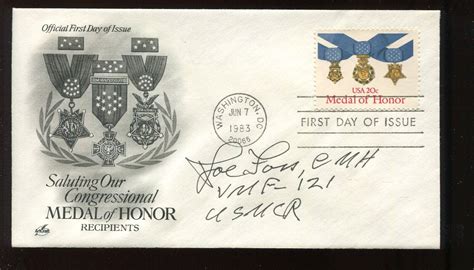 Official First Day of Issue
USA 20c
Medal of Honor
WASHINGTON, DC
JUN 7
1983
20066
FIRST DAY OF ISSUE
Saluting Our
Congressional
MEDAL of HONOR
RECIPIENTS
Joe Foss, CMH
VMF-121
USMCR